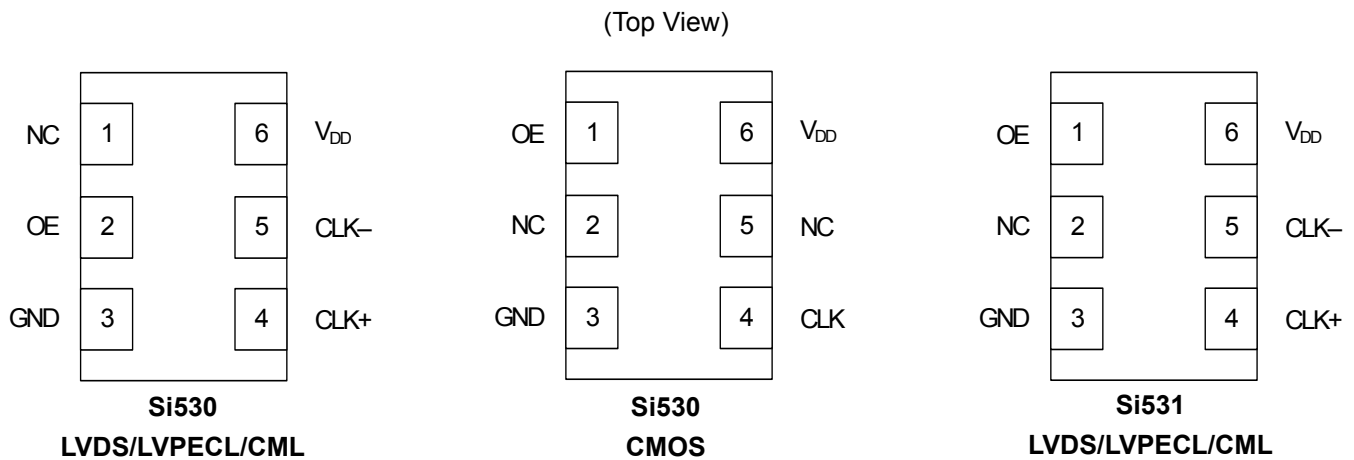 (Top View)
NC 1 6 VDD
OE 2 5 CLK–
GND 3 4 CLK+
Si530
LVDS/LVPECL/CML
OE 1 6 VDD
NC 2 5 NC
GND 3 4 CLK
Si530
CMOS
OE 1 6 VDD
NC 2 5 CLK–
GND 3 4 CLK+
Si531
LVDS/LVPECL/CML